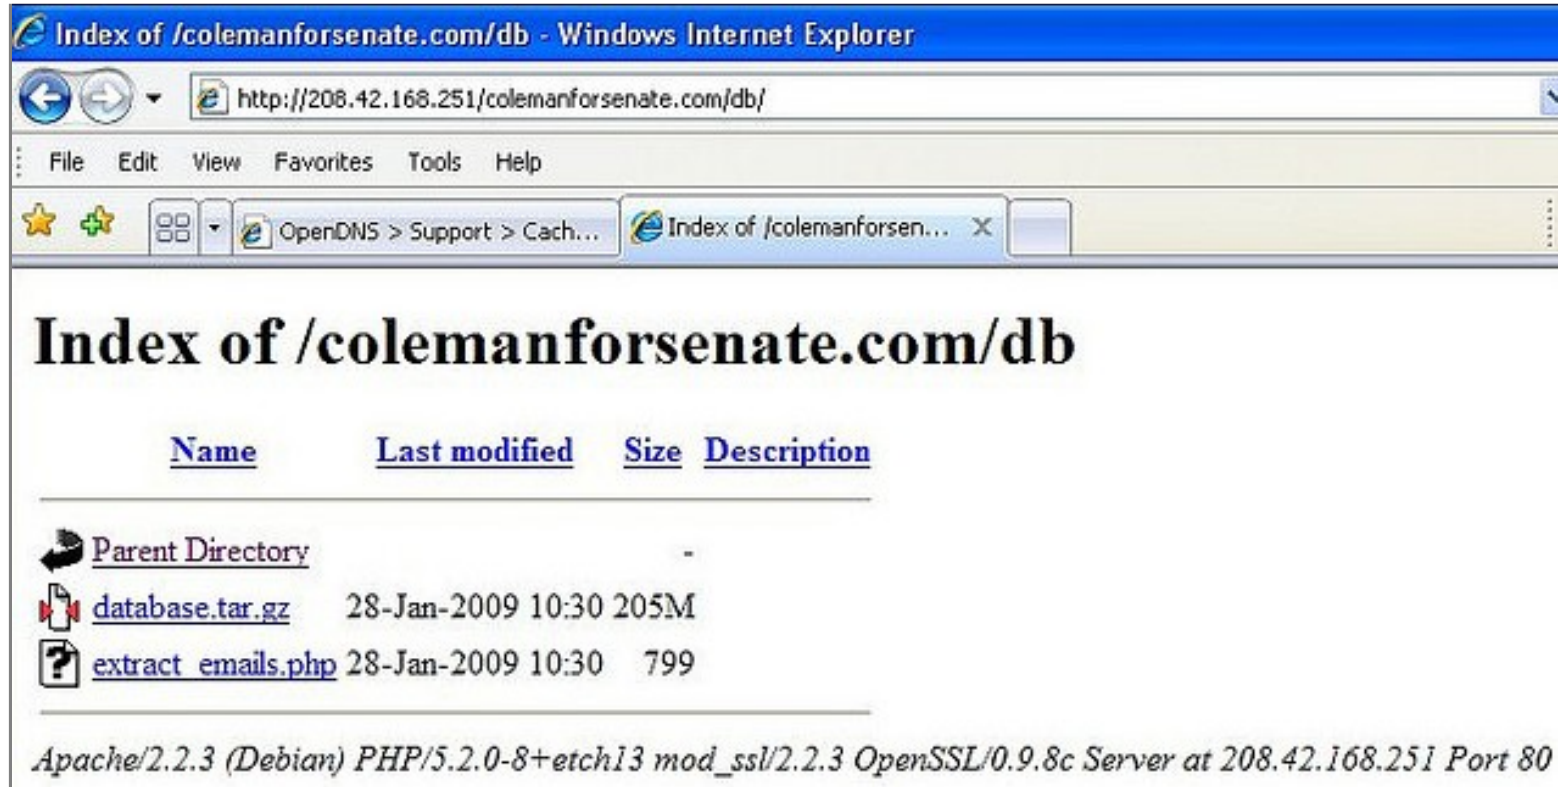 Index of /colemanforsenate.com/db - Windows Internet Explorer
http://208.42.168.251/colemanforsenate.com/db/
File Edit View Favorites Tools Help
OpenDNS > Support > Cach... Index of /colemanforsen... X
Index of /colemanforsenate.com/db
Name Last modified Size Description
Parent Directory -
database.tar.gz 28-Jan-2009 10:30 205M
extract_emails.php 28-Jan-2009 10:30 799
Apache/2.2.3 (Debian) PHP/5.2.0-8+etch13 mod_ssl/2.2.3 OpenSSL/0.9.8c Server at 208.42.168.251 Port 80